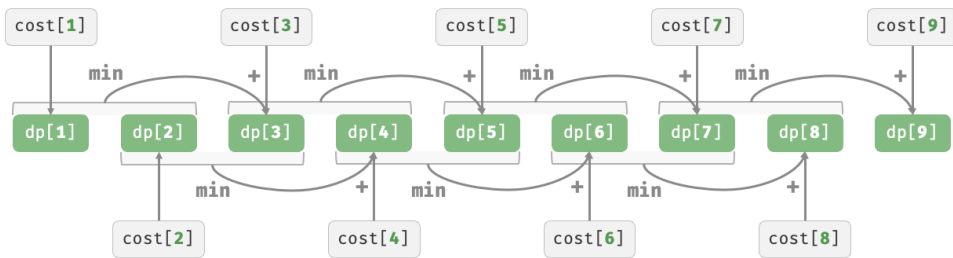 cost[1] cost[3] cost[5] cost[7] cost[9]
min + min + min + min +
dp[1] dp[2] dp[3] dp[4] dp[5] dp[6] dp[7] dp[8] dp[9]
min + min + min +
cost[2] cost[4] cost[6] cost[8]